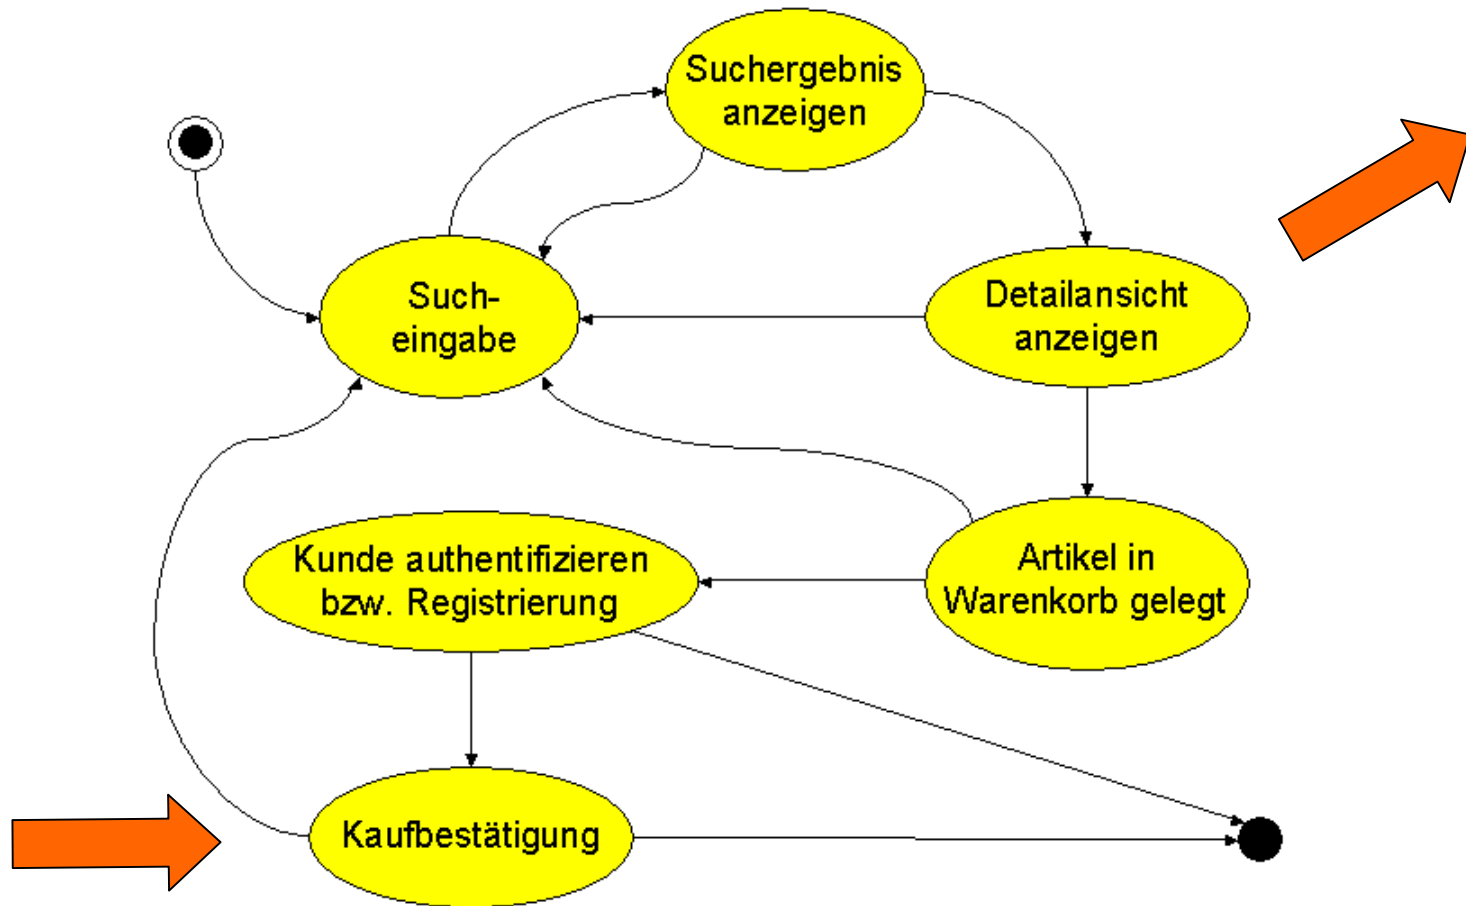 Suchergebnis
anzeigen
Such-
eingabe
Detailansicht
anzeigen
Kunde authentifizieren
bzw. Registrierung
Artikel in
Warenkorb gelegt
Kaufbestätigung